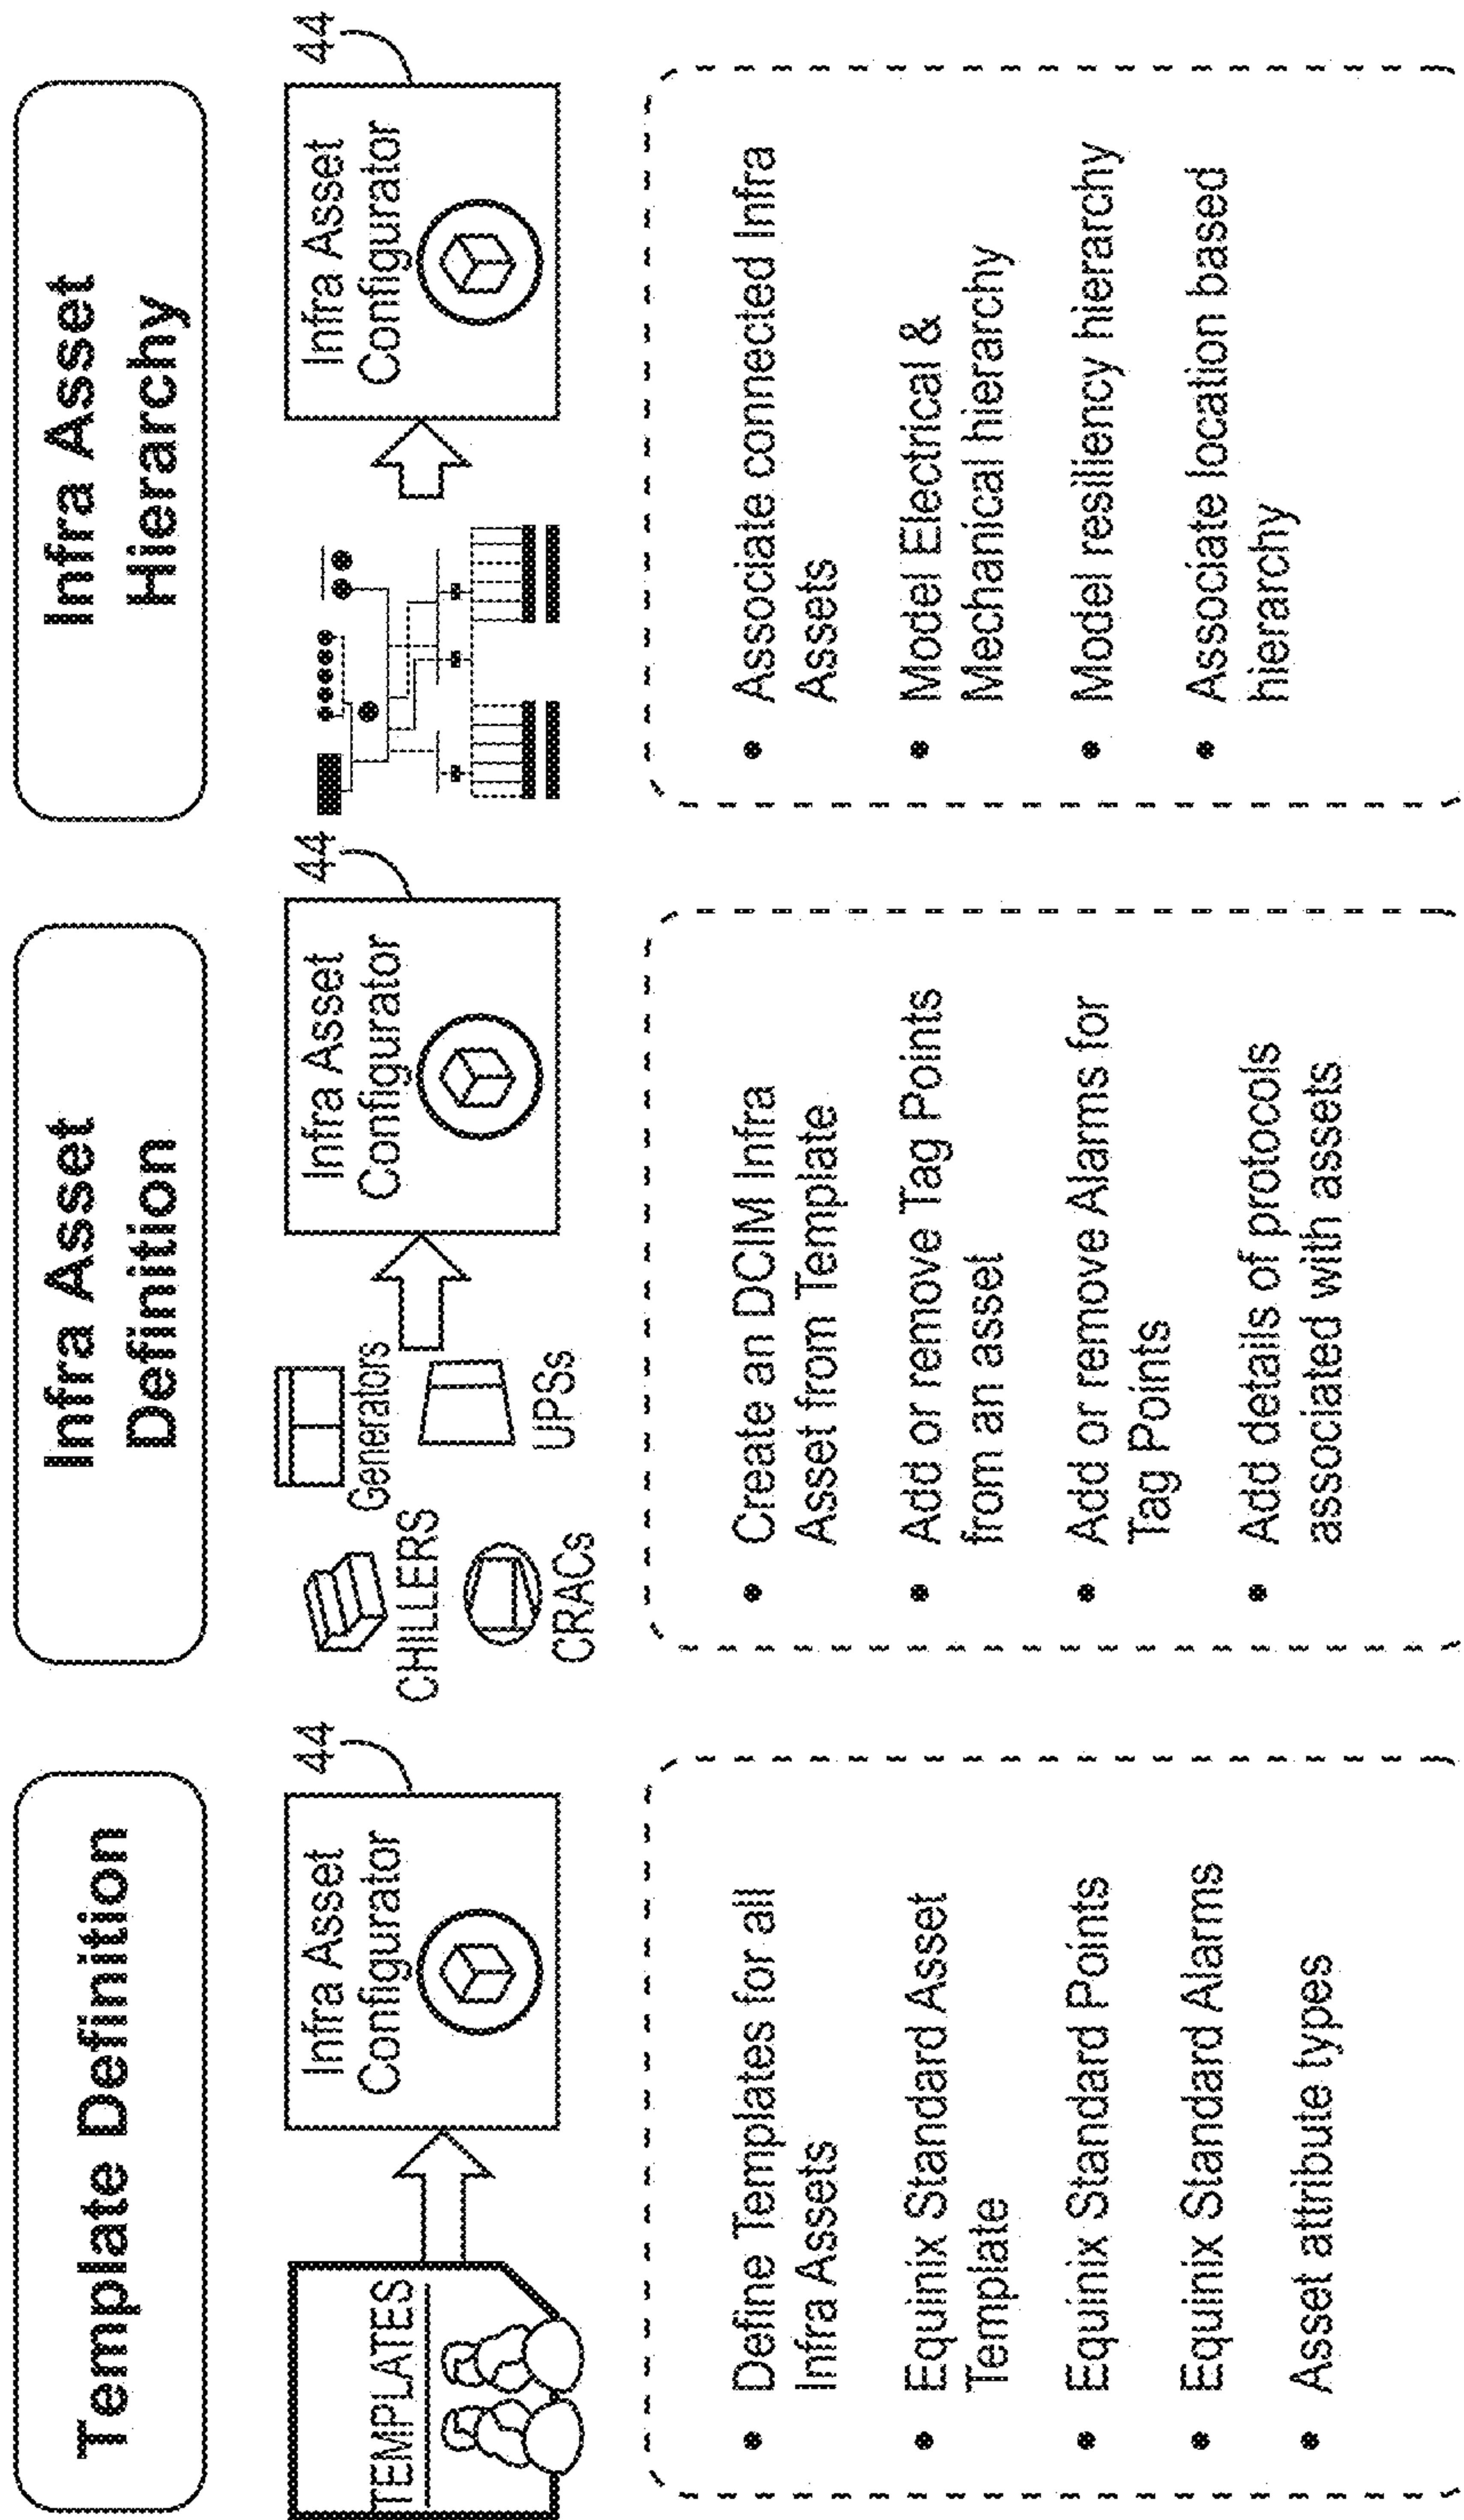 Template Definition
TEMPLATES
Infra Asset
Configurator
44
• Define Templates for all
Infra Assets
• Equinix Standard Asset
Template
• Equinix Standard Points
• Equinix Standard Alarms
• Asset attribute types
Infra Asset
Definition
CHILLERS
Generators
CRACs
UPSs
Infra Asset
Configurator
44
• Create an DCIM Infra
Asset from Template
• Add or remove Tag Points
from an asset
• Add or remove Alarms for
Tag Points
• Add details of protocols
associated with assets
Infra Asset
Hierarchy
Infra Asset
Configurator
44
• Associate connected Infra
Assets
• Model Electrical &
Mechanical hierarchy
• Model resiliency hierarchy
• Associate location based
hierarchy